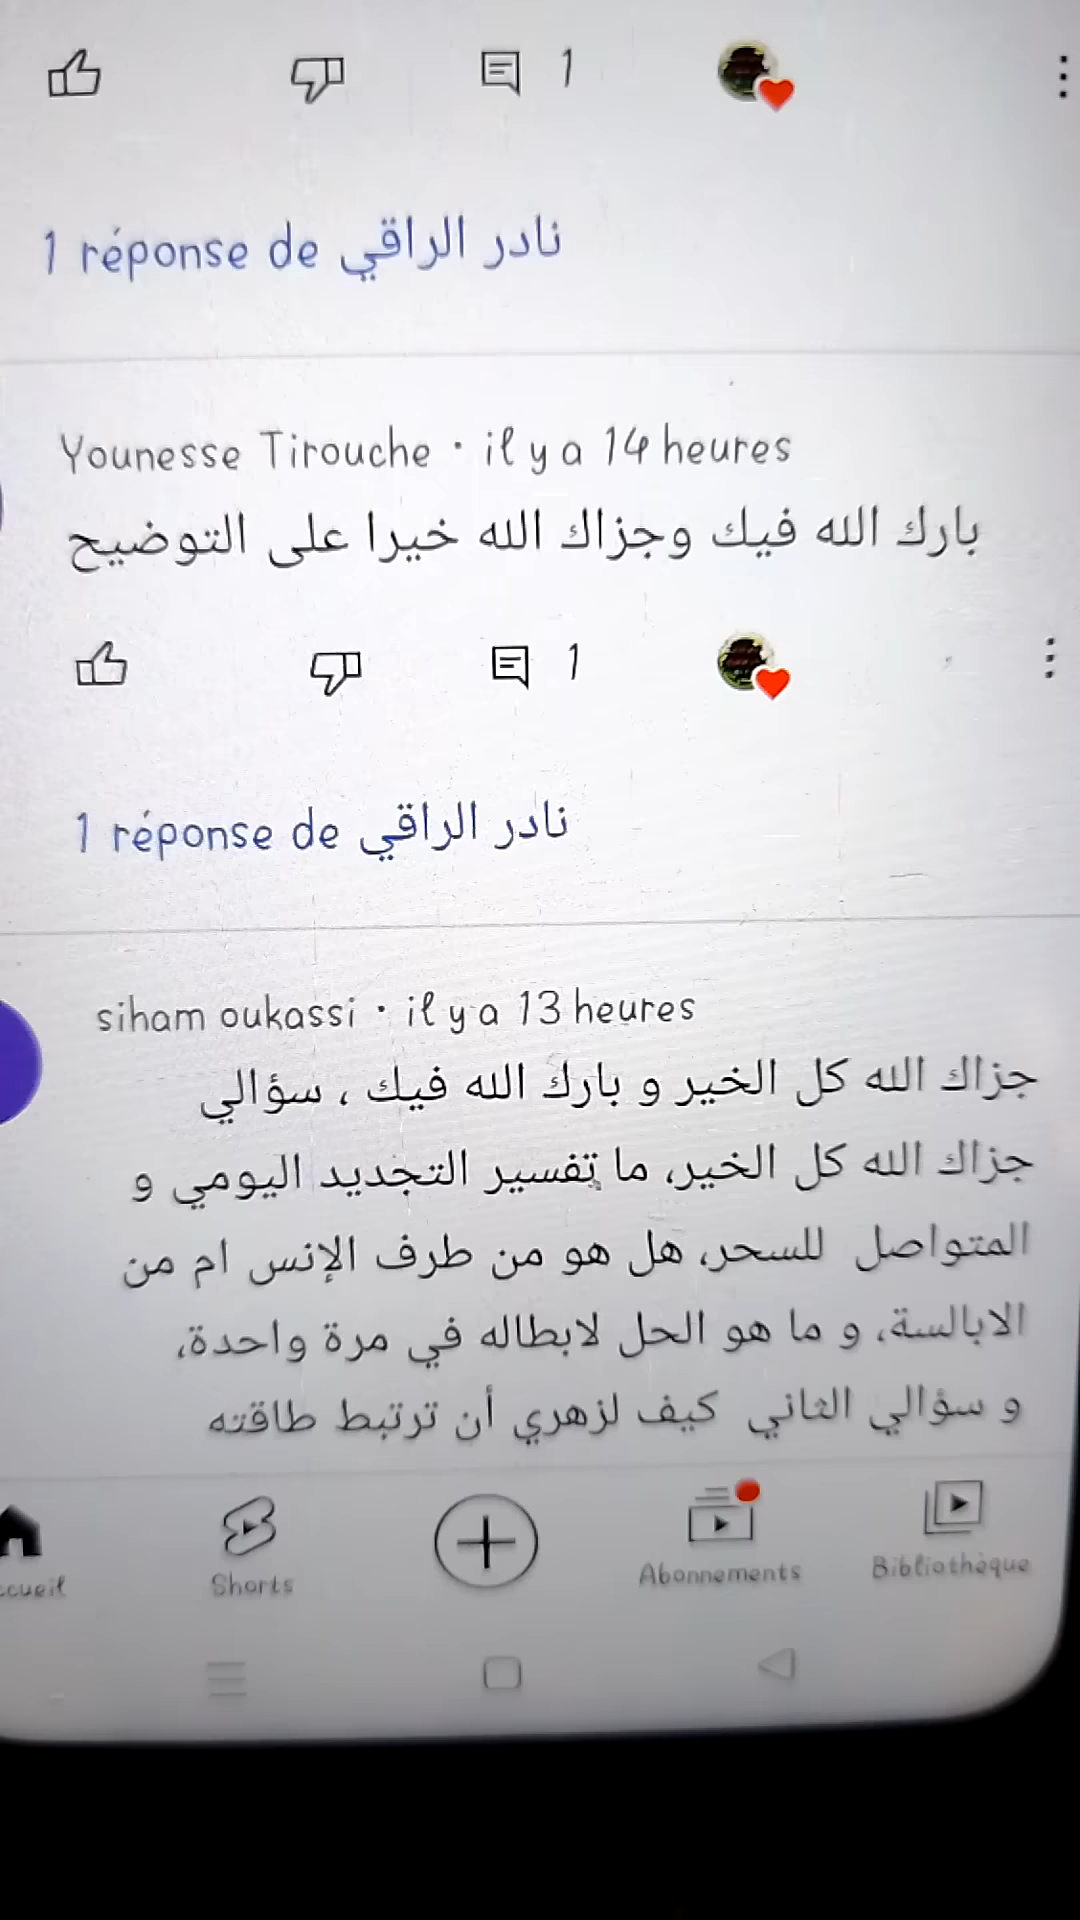 1
1 réponse de نادر الراقي
Younesse Tirouche · il y a 14 heures
بارك الله فيك وجزاك الله خيرا على التوضيح
1
1 réponse de نادر الراقي
siham oukassi · il y a 13 heures
جزاك الله كل الخير و بارك الله فيك ، سؤالي
جزاك الله كل الخير، ما تفسير التجديد اليومي و
المتواصل للسحر، هل هو من طرف الإنس ام من
الابالسة، و ما هو الحل لابطاله في مرة واحدة،
و سؤالي الثاني كيف لزهري أن ترتبط طاقته
ccueil
Shorts
Abonnements
Bibliothèque